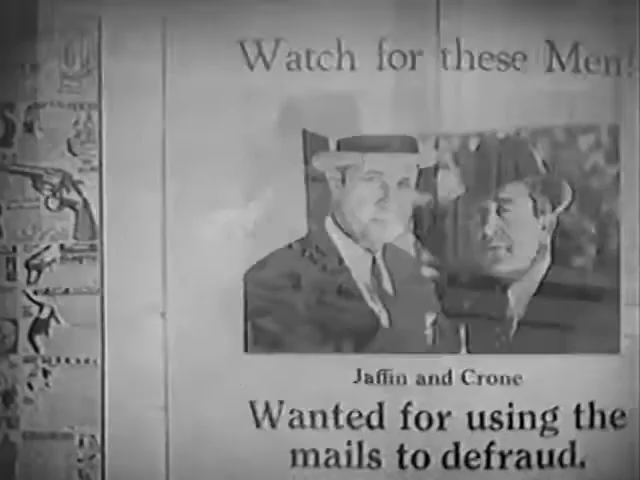 Watch for these Men!
Jaffin and Crone
Wanted for using the
mails to defraud.